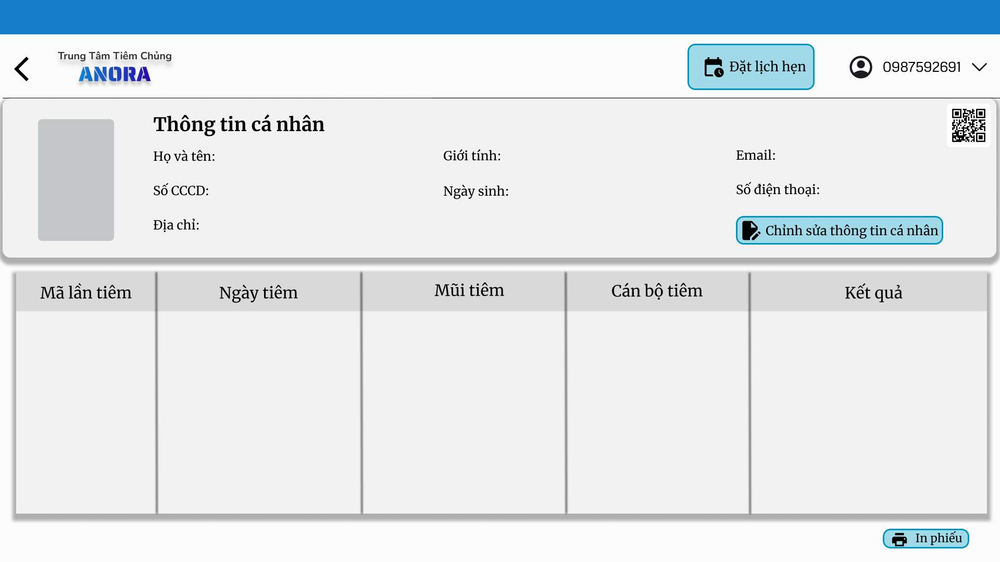 Trung Tâm Tiêm Chủng
ANORA
Đặt lịch hẹn
0987592691
Thông tin cá nhân
Họ và tên:
Giới tính:
Email:
Số CCCD:
Ngày sinh:
Số điện thoại:
Địa chỉ:
Chỉnh sửa thông tin cá nhân
Mã lần tiêm
Ngày tiêm
Mũi tiêm
Cán bộ tiêm
Kết quả
In phiếu